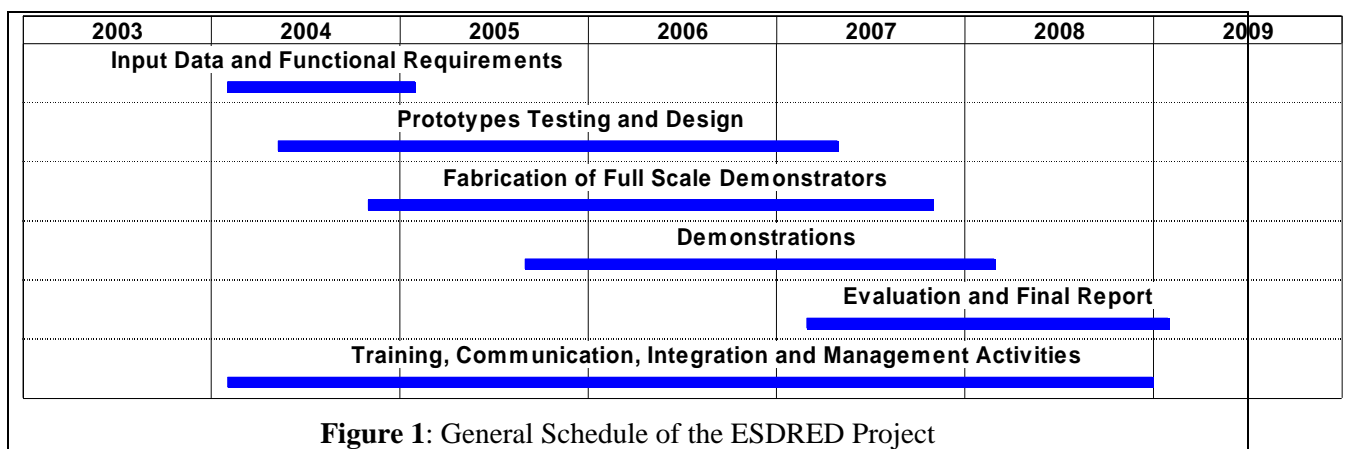 2003 2004 2005 2006 2007 2008 2009
Input Data and Functional Requirements
Prototypes Testing and Design
Fabrication of Full Scale Demonstrators
Demonstrations
Evaluation and Final Report
Training, Communication, Integration and Management Activities
Figure 1: General Schedule of the ESDRED Project